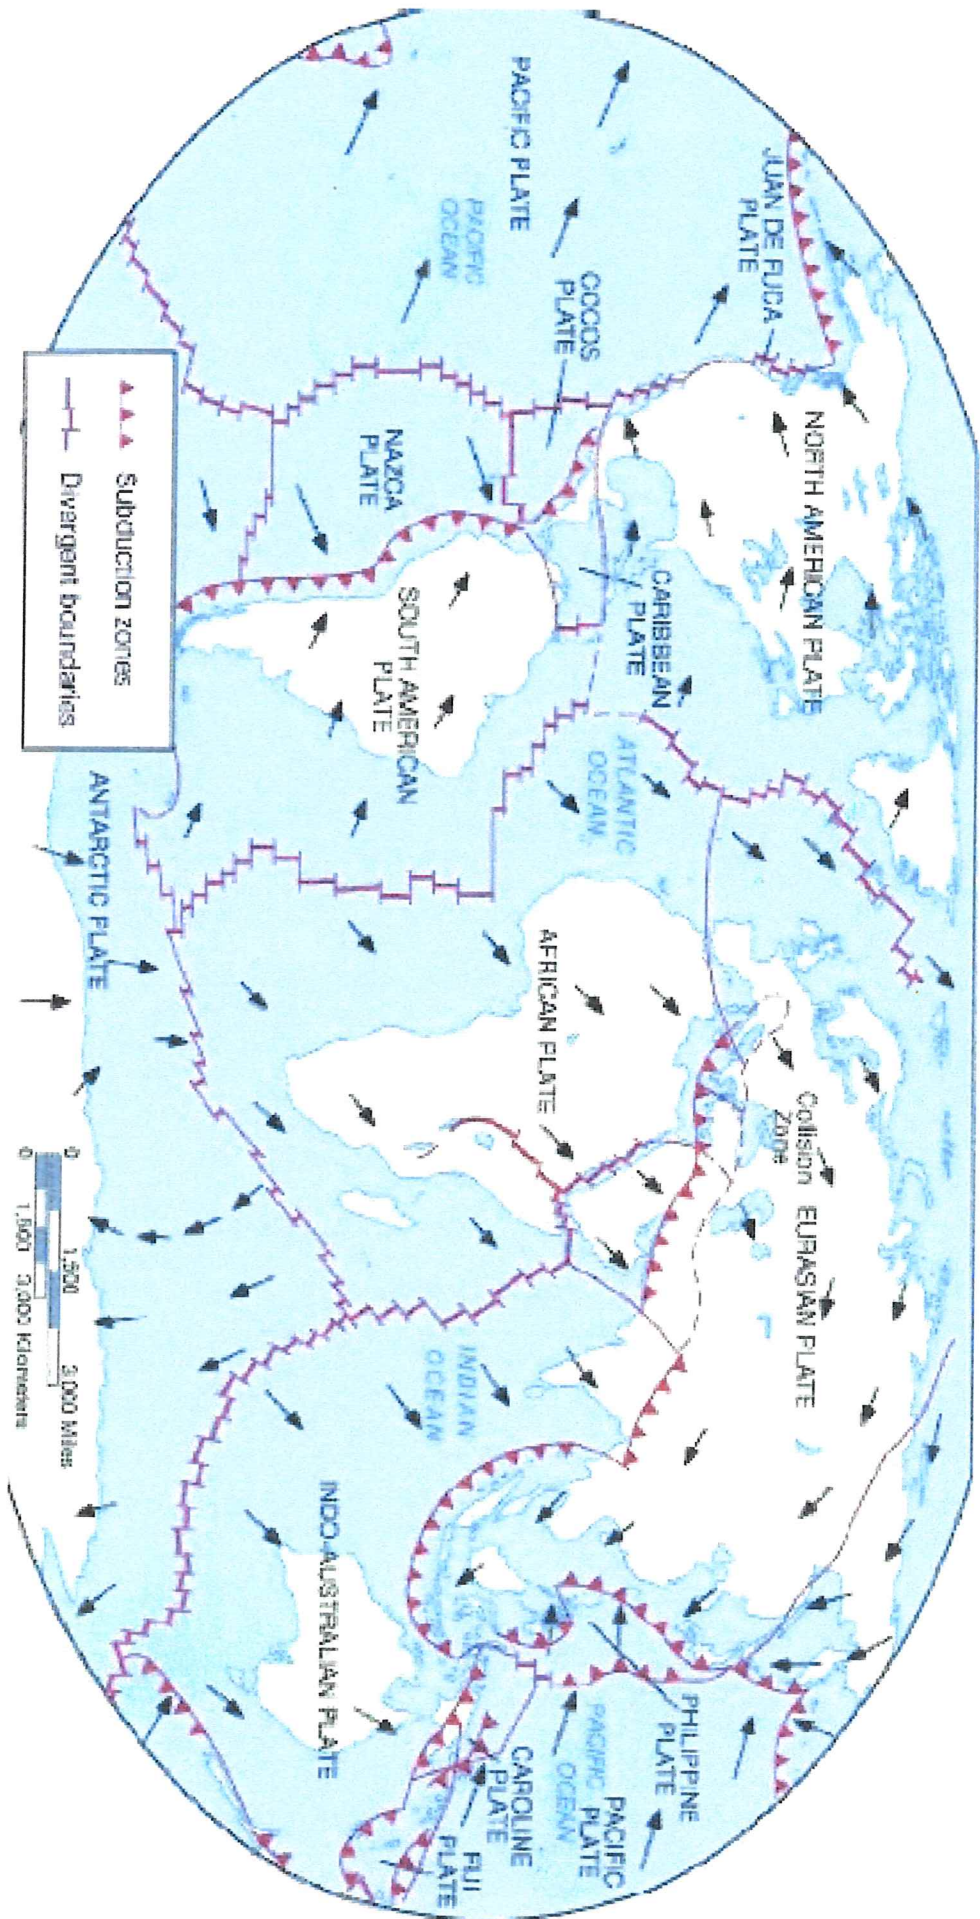 JUAN DE FUCA
PLATE
NORTH AMERICAN PLATE
PACIFIC PLATE
PACIFIC
OCEAN
COCOS
PLATE
CARIBBEAN
PLATE
NAZCA
PLATE
SOUTH AMERICAN
PLATE
ATLANTIC
OCEAN
AFRICAN PLATE
Collision
Zone
EURASIAN PLATE
INDIAN
OCEAN
INDO-AUSTRALIAN PLATE
PHILIPPINE
PLATE
PACIFIC
PLATE
PACIFIC
OCEAN
CAROLINE
PLATE
FIJI
PLATE
ANTARCTIC PLATE
Subduction zones
Divergent boundaries
0 1,500 3,000 Miles
0 1,500 3,000 Kilometers